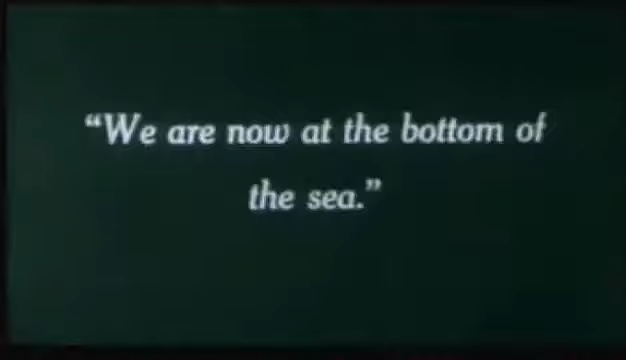 “We are now at the bottom of
the sea.”